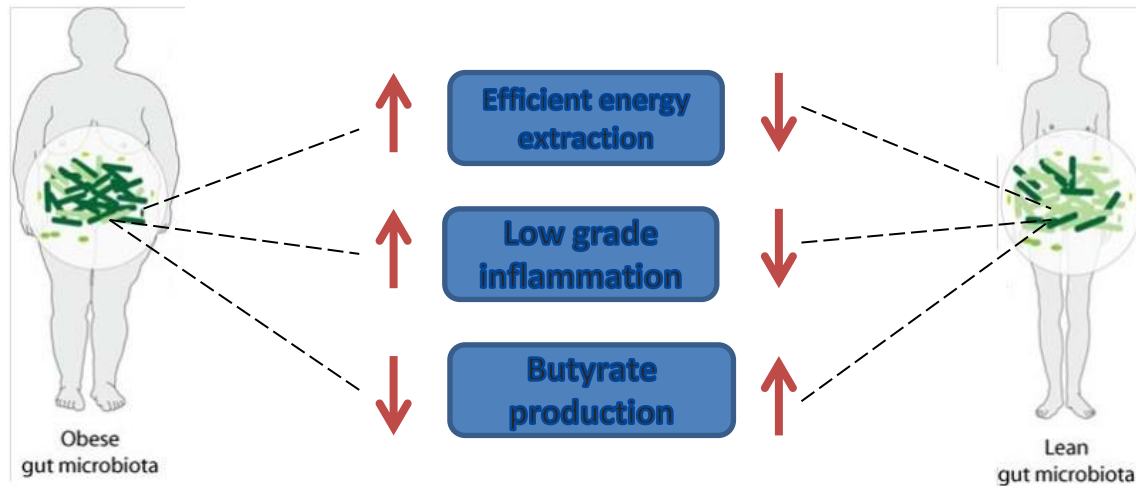 Efficient energy
extraction
Low grade
inflammation
Butyrate
production
Obese
gut microbiota
Lean
gut microbiota